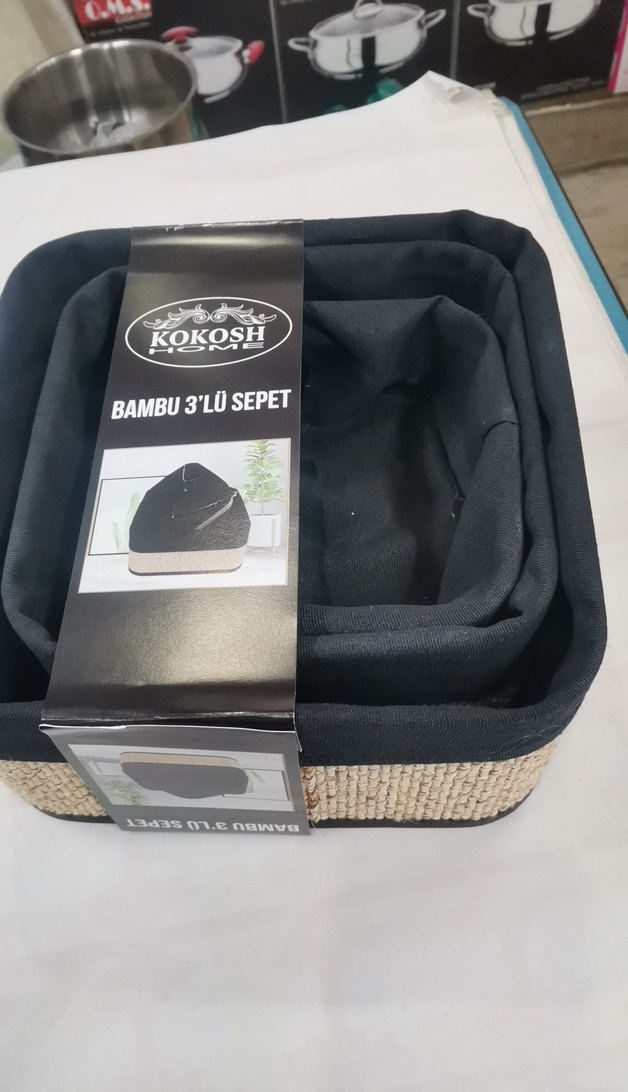 O.M.S.
KOKOSH
HOME
BAMBU 3'LÜ SEPET
BAMBU 3'LÜ SEPET